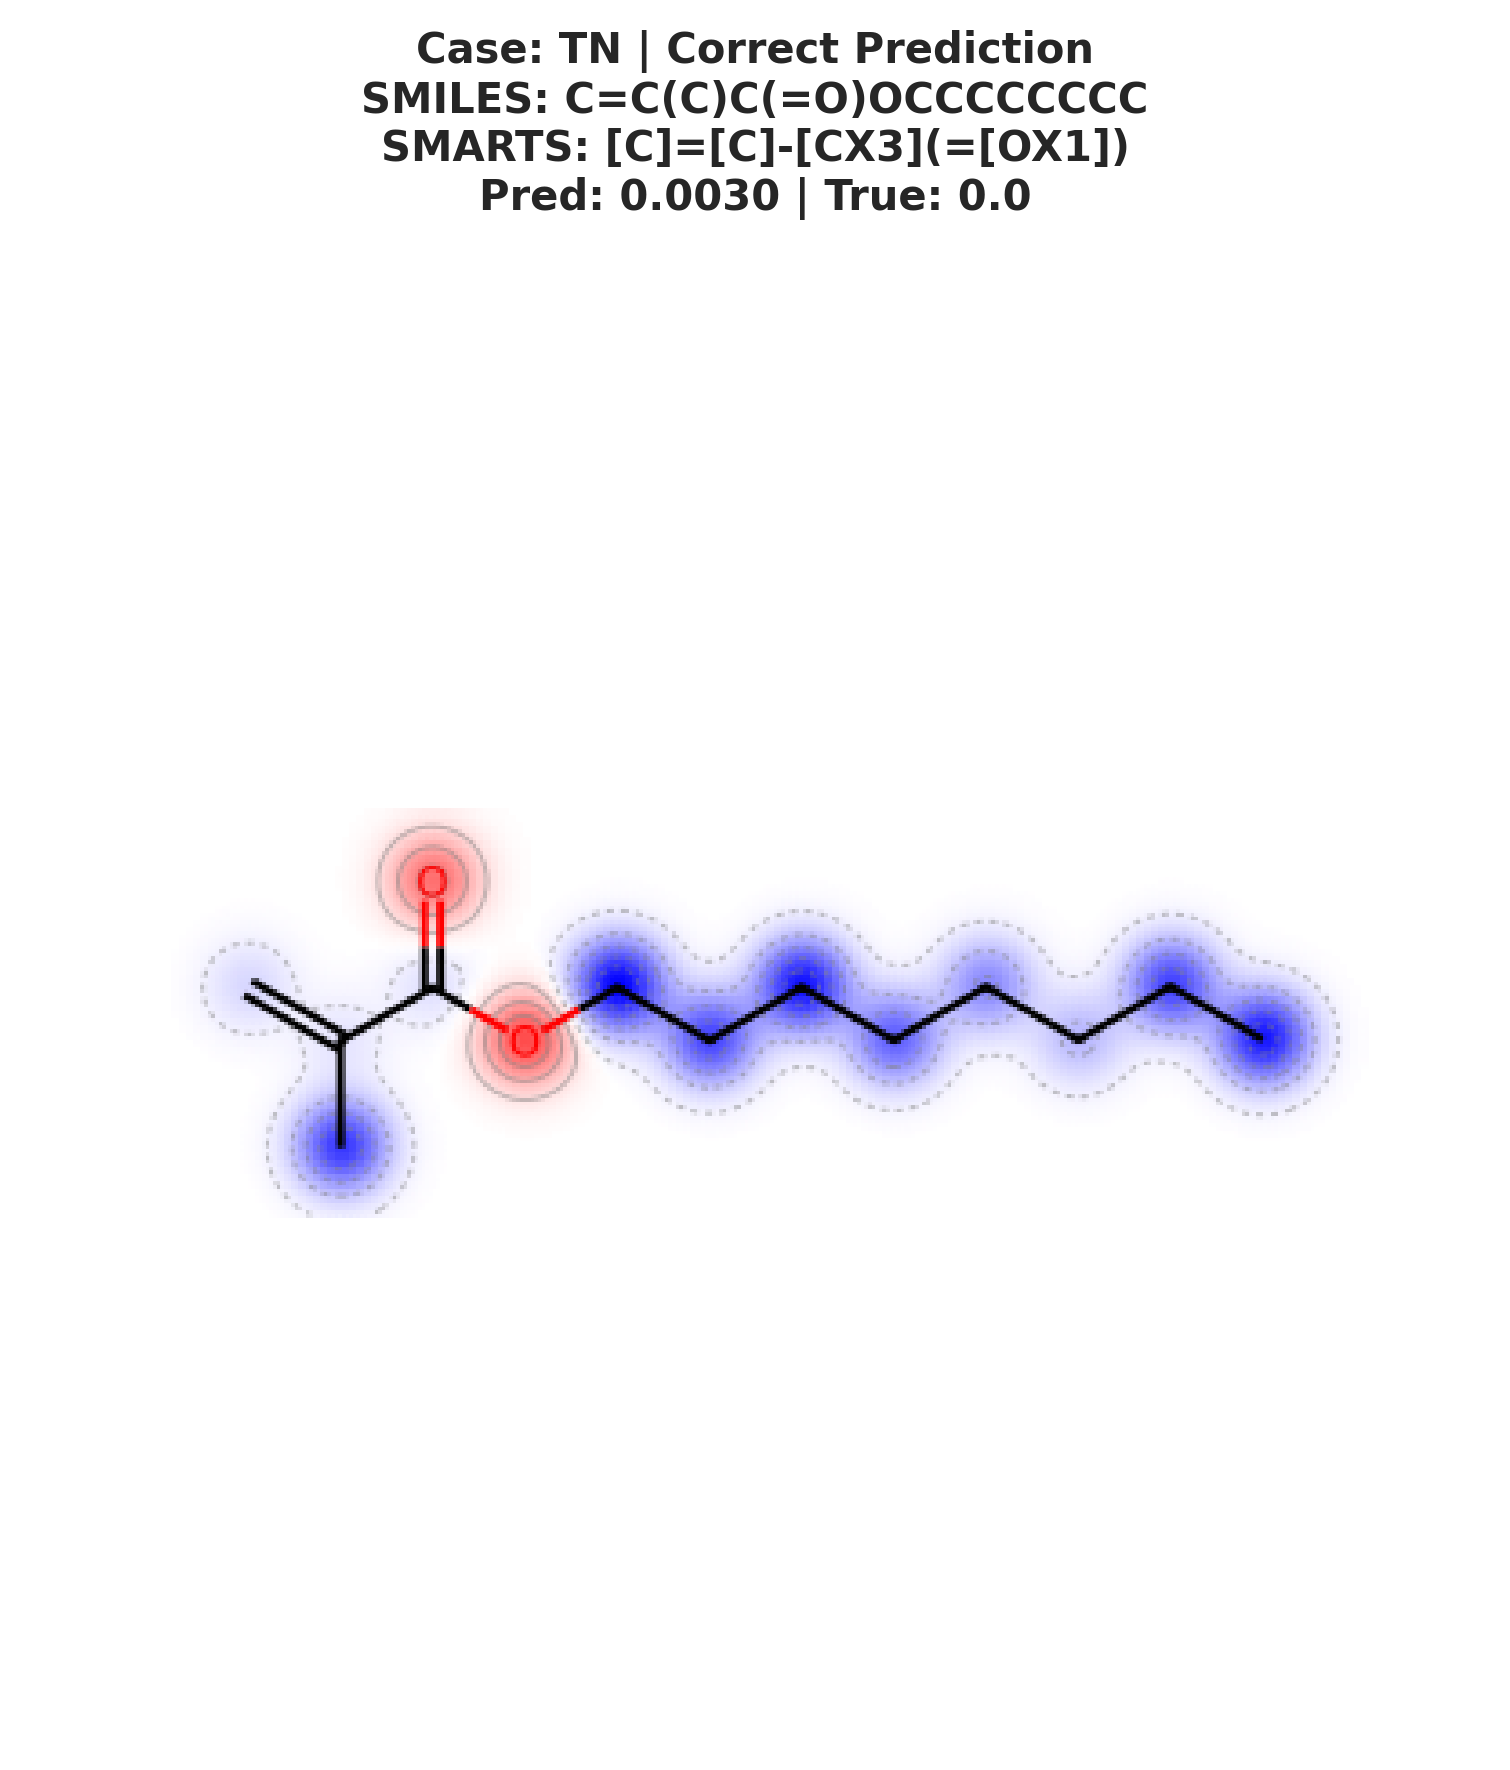 Case: TN | Correct Prediction
SMILES: C=C(C)C(=O)OCCCCCCCC
SMARTS: [C]=[C]-[CX3](=[OX1])
Pred: 0.0030 | True: 0.0
O
O